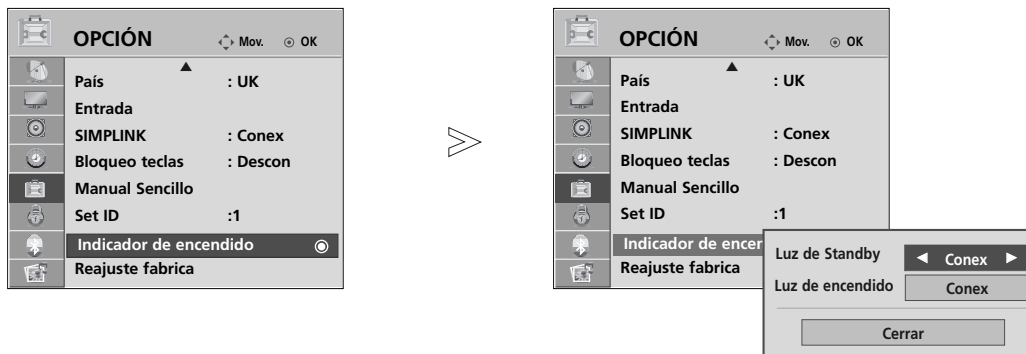 OPCIÓN Mov. OK
País : UK
Entrada
SIMPLINK : Conex
Bloqueo teclas : Descon
Manual Sencillo
Set ID :1
Indicador de encendido
Reajuste fabrica
OPCIÓN Mov. OK
País : UK
Entrada
SIMPLINK : Conex
Bloqueo teclas : Descon
Manual Sencillo
Set ID :1
Indicador de encer
Reajuste fabrica
Luz de Standby ◀ Conex ▶
Luz de encendido Conex
Cerrar